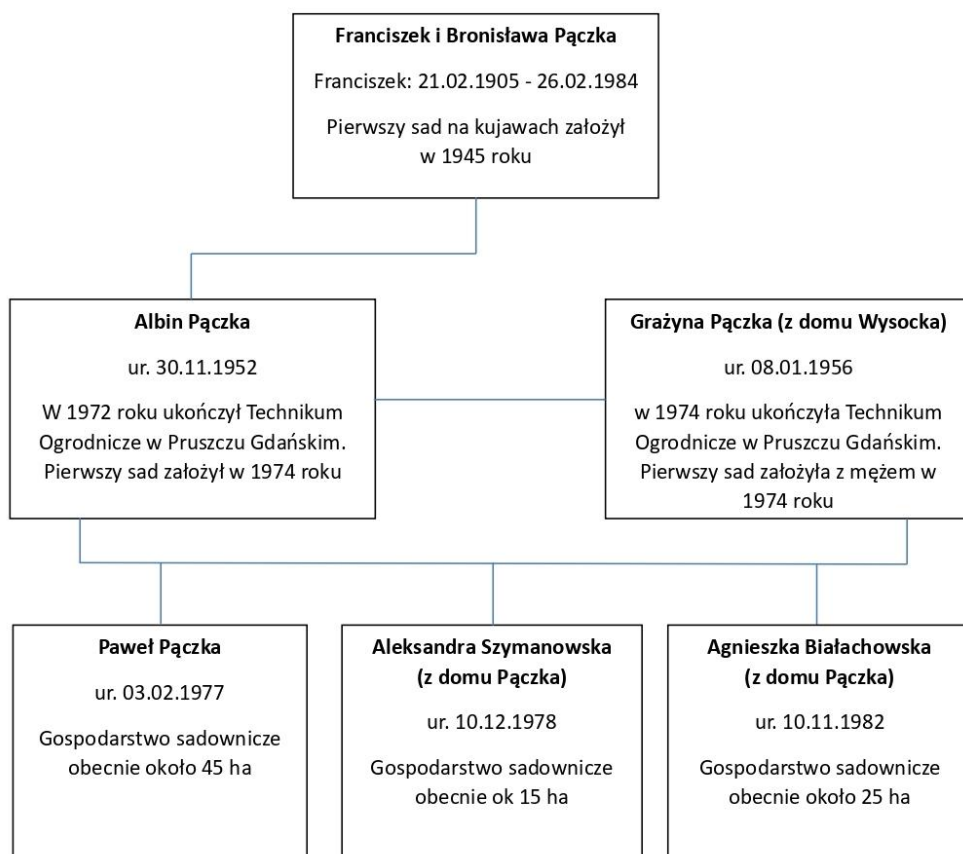 Franciszek i Bronisława Pączka
Franciszek: 21.02.1905 - 26.02.1984
Pierwszy sad na kujawach założył
w 1945 roku
Albin Pączka
ur. 30.11.1952
W 1972 roku ukończył Technikum
Ogrodnicze w Pruszczu Gdańskim.
Pierwszy sad założył w 1974 roku
Grażyna Pączka (z domu Wysocka)
ur. 08.01.1956
w 1974 roku ukończyła Technikum
Ogrodnicze w Pruszczu Gdańskim.
Pierwszy sad założyła z mężem w
1974 roku
Paweł Pączka
ur. 03.02.1977
Gospodarstwo sadownicze
obecnie około 45 ha
Aleksandra Szymanowska
(z domu Pączka)
ur. 10.12.1978
Gospodarstwo sadownicze
obecnie ok 15 ha
Agnieszka Białachowska
(z domu Pączka)
ur. 10.11.1982
Gospodarstwo sadownicze
obecnie około 25 ha